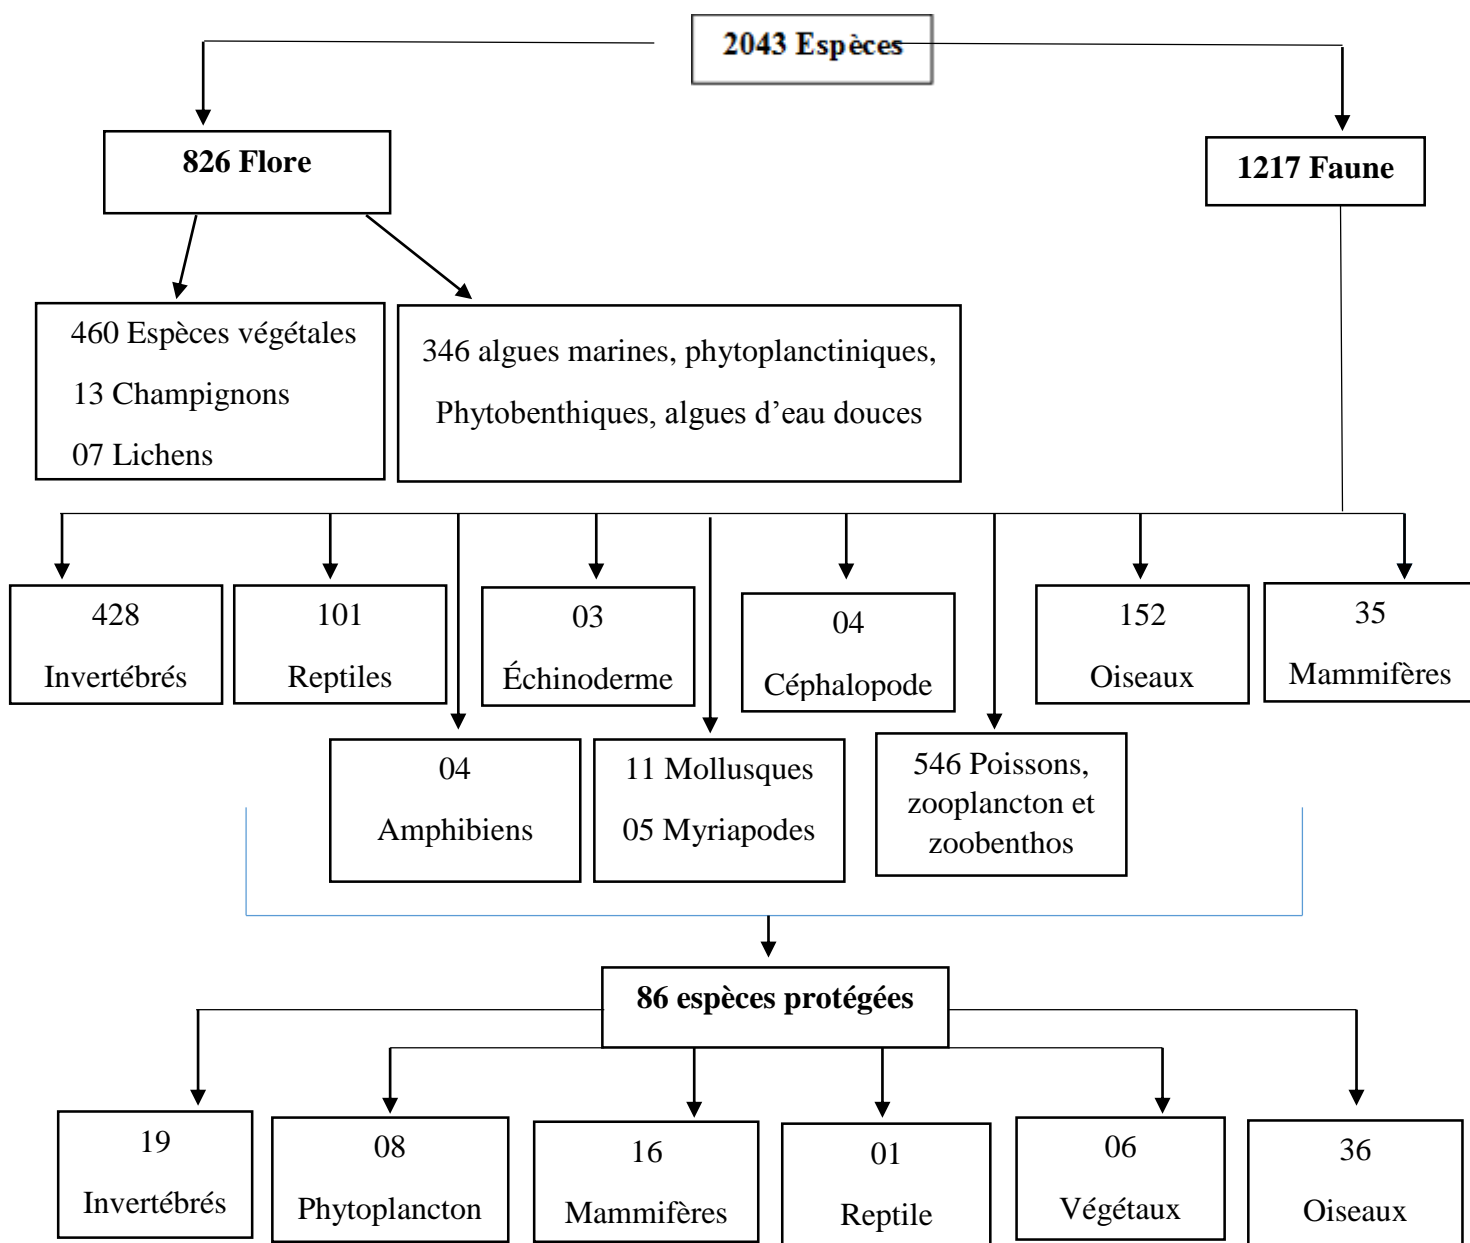 2043 Espèces
826 Flore
1217 Faune
460 Espèces végétales
13 Champignons
07 Lichens
346 algues marines, phytoplanctiniques,
Phytobenthiques, algues d’eau douces
428
Invertébrés
101
Reptiles
03
Échinoderme
04
Céphalopode
152
Oiseaux
35
Mammifères
04
Amphibiens
11 Mollusques
05 Myriapodes
546 Poissons,
zooplancton et
zoobenthos
86 espèces protégées
19
Invertébrés
08
Phytoplancton
16
Mammifères
01
Reptile
06
Végétaux
36
Oiseaux